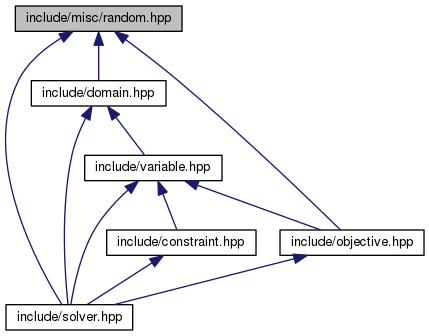 include/misc/random.hpp
include/domain.hpp
include/variable.hpp
include/constraint.hpp
include/objective.hpp
include/solver.hpp